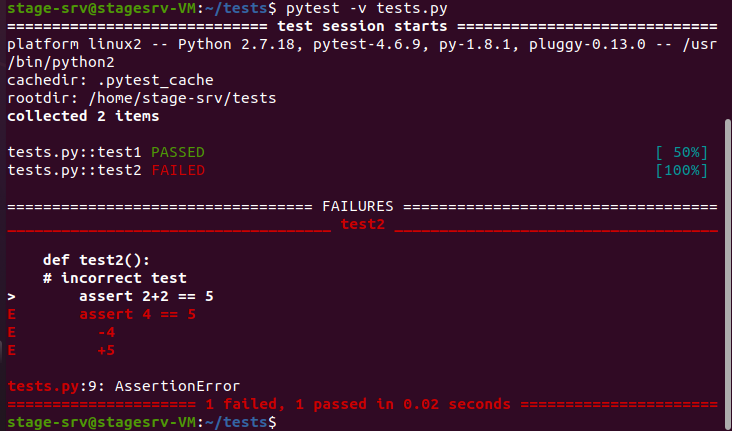 stage-srv@stagesrv-VM:~/tests$ pytest -v tests.py
============================= test session starts =============================
platform linux2 -- Python 2.7.18, pytest-4.6.9, py-1.8.1, pluggy-0.13.0 -- /usr
/bin/python2
cachedir: .pytest_cache
rootdir: /home/stage-srv/tests
collected 2 items
tests.py::test1 PASSED [ 50%]
tests.py::test2 FAILED [100%]
================================== FAILURES ===================================
____________________________________ test2 ____________________________________
def test2():
# incorrect test
> assert 2+2 == 5
E assert 4 == 5
E -4
E +5
tests.py:9: AssertionError
===================== 1 failed, 1 passed in 0.02 seconds ======================
stage-srv@stagesrv-VM:~/tests$